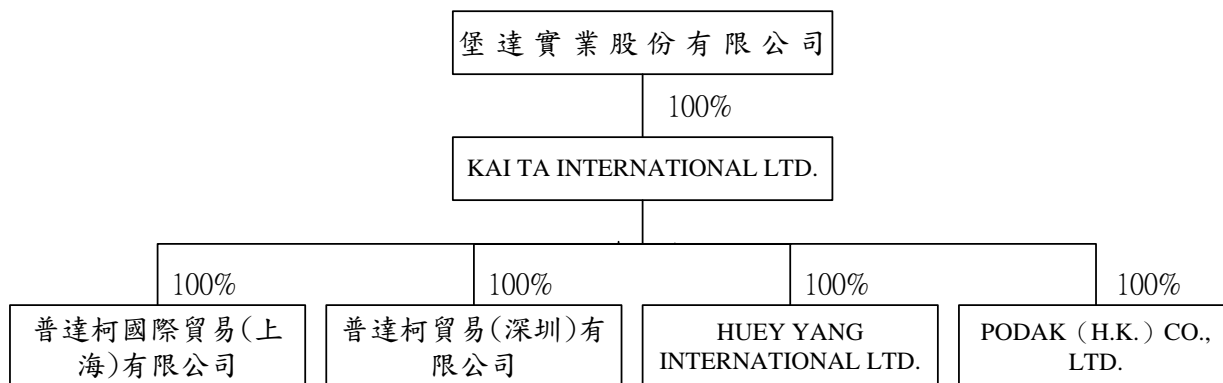 堡達實業股份有限公司
100%
KAI TA INTERNATIONAL LTD.
100%
100%
100%
100%
普達柯國際貿易(上
海)有限公司
普達柯貿易(深圳)有
限公司
HUEY YANG
INTERNATIONAL LTD.
PODAK（H.K.）CO.,
LTD.